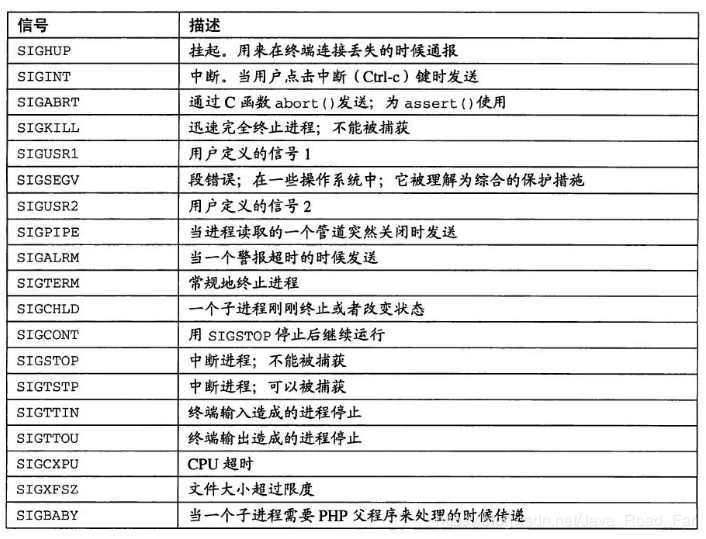 信号 描述
SIGHUP 挂起。用来在终端连接丢失的时候通报
SIGINT 中断。当用户点击中断（Ctrl-c）键时发送
SIGABRT 通过 C 函数 abort()发送；为 assert()使用
SIGKILL 迅速完全终止进程；不能被捕获
SIGUSR1 用户定义的信号 1
SIGSEGV 段错误；在一些操作系统中；它被理解为综合的保护措施
SIGUSR2 用户定义的信号 2
SIGPIPE 当进程读取的一个管道突然关闭时发送
SIGALRM 当一个警报超时的时候发送
SIGTERM 常规地终止进程
SIGCHLD 一个子进程刚刚终止或者改变状态
SIGCONT 用 SIGSTOP 停止后继续运行
SIGSTOP 中断进程；不能被捕获
SIGTSTP 中断进程；可以被捕获
SIGTTIN 终端输入造成的进程停止
SIGTTOU 终端输出造成的进程停止
SIGCXPU CPU 超时
SIGXFSZ 文件大小超过限度
SIGBABY 当一个子进程需要 PHP 父程序来处理的时候传递
dn.net/Java_Road_Far